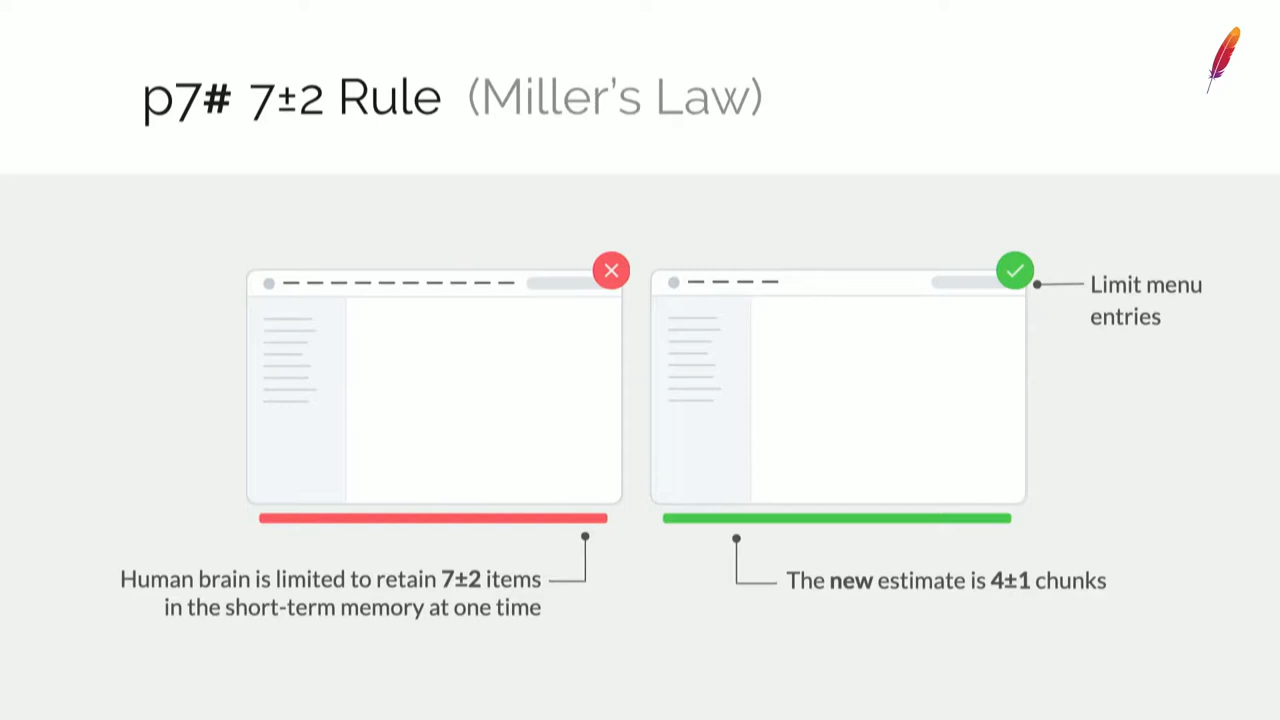 p7# 7±2 Rule (Miller's Law)
Limit menu
entries
Human brain is limited to retain 7±2 items
in the short-term memory at one time
The new estimate is 4±1 chunks